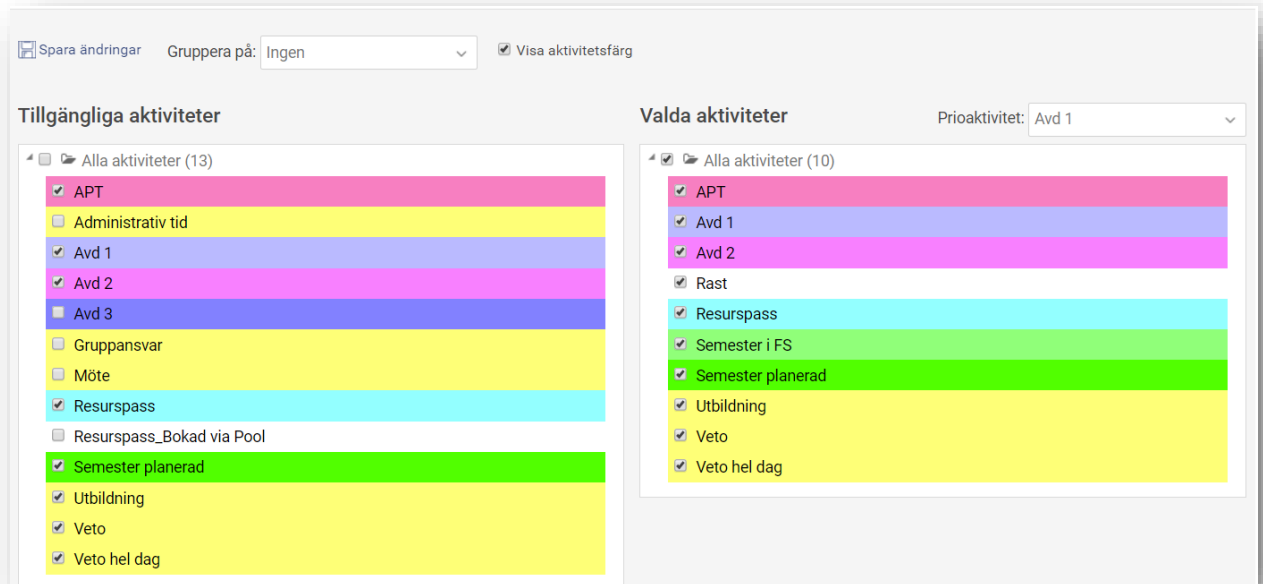 Spara ändringar Gruppera på: Ingen Visa aktivitetsfärg
Tillgängliga aktiviteter
Alla aktiviteter (13)
APT
Administrativ tid
Avd 1
Avd 2
Avd 3
Gruppansvar
Möte
Resurspass
Resurspass_Bokad via Pool
Semester planerad
Utbildning
Veto
Veto hel dag
Valda aktiviteter Prioaktivitet: Avd 1
Alla aktiviteter (10)
APT
Avd 1
Avd 2
Rast
Resurspass
Semester i FS
Semester planerad
Utbildning
Veto
Veto hel dag